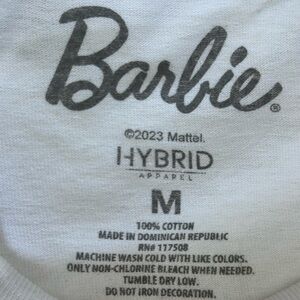 Barbie®
©2023 Mattel.
HYBRID
APPAREL
M
100% COTTON
MADE IN DOMINICAN REPUBLIC
RN# 117508
MACHINE WASH COLD WITH LIKE COLORS.
ONLY NON-CHLORINE BLEACH WHEN NEEDED.
TUMBLE DRY LOW.
DO NOT IRON DECORATION.